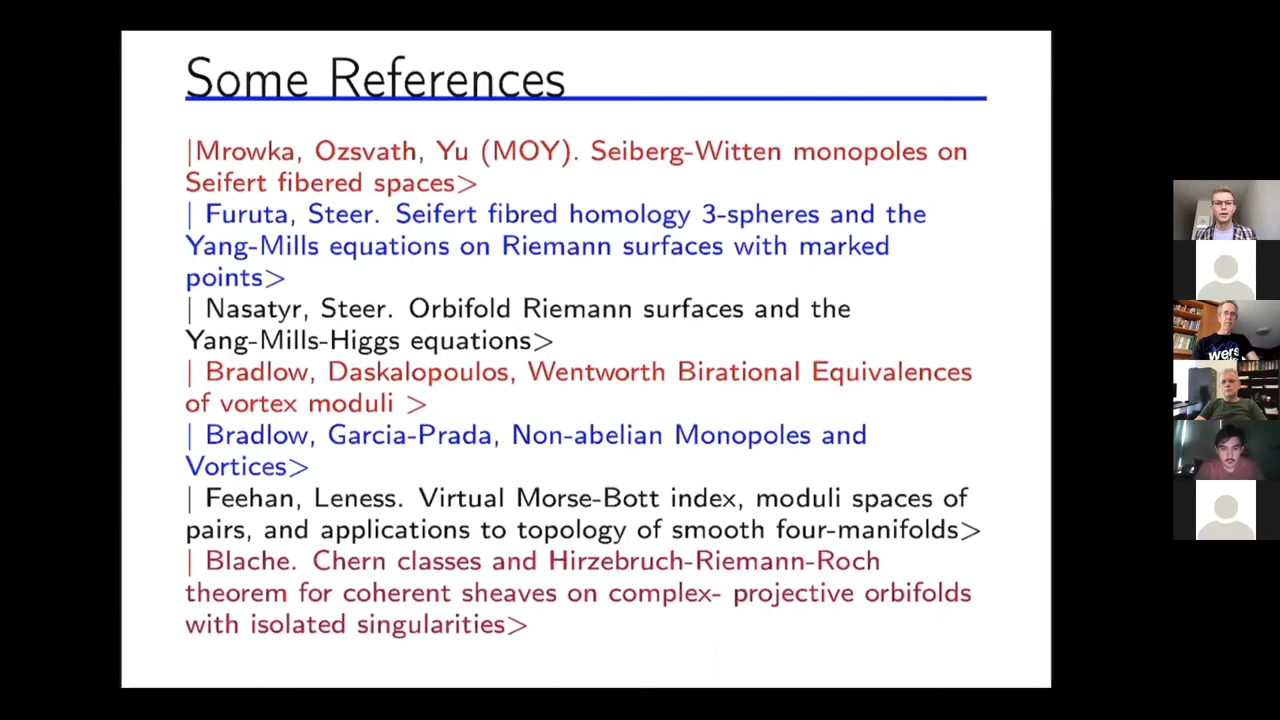 Some References
|Mrowka, Ozsvath, Yu (MOY). Seiberg-Witten monopoles on
Seifert fibered spaces>
| Furuta, Steer. Seifert fibred homology 3-spheres and the
Yang-Mills equations on Riemann surfaces with marked
points>
| Nasatyr, Steer. Orbifold Riemann surfaces and the
Yang-Mills-Higgs equations>
| Bradlow, Daskalopoulos, Wentworth Birational Equivalences
of vortex moduli >
| Bradlow, Garcia-Prada, Non-abelian Monopoles and
Vortices>
| Feehan, Leness. Virtual Morse-Bott index, moduli spaces of
pairs, and applications to topology of smooth four-manifolds>
| Blache. Chern classes and Hirzebruch-Riemann-Roch
theorem for coherent sheaves on complex- projective orbifolds
with isolated singularities>